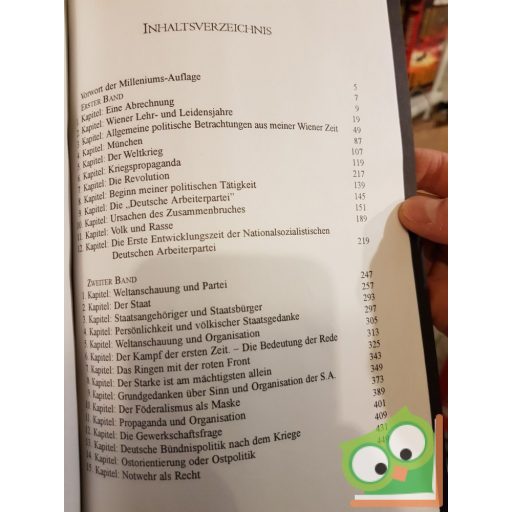 INHALTSVERZEICHNIS
Vorwort der Milleniums-Auflage 5
ERSTER BAND 7
1. Kapitel: Eine Abrechnung 9
2. Kapitel: Wiener Lehr- und Leidensjahre 19
3. Kapitel: Allgemeine politische Betrachtungen aus meiner Wiener Zeit 49
4. Kapitel: München 87
5. Kapitel: Der Weltkrieg 107
6. Kapitel: Kriegspropaganda 119
7. Kapitel: Die Revolution 217
8. Kapitel: Beginn meiner politischen Tätigkeit 139
9. Kapitel: Die „Deutsche Arbeiterpartei" 145
10. Kapitel: Ursachen des Zusammenbruches 151
11. Kapitel: Volk und Rasse 189
12. Kapitel: Die Erste Entwicklungszeit der Nationalsozialistischen
Deutschen Arbeiterpartei 219
ZWEITER BAND
1. Kapitel: Weltanschauung und Partei 247
2. Kapitel: Der Staat 257
3. Kapitel: Staatsangehöriger und Staatsbürger 293
4. Kapitel: Persönlichkeit und völkischer Staatsgedanke 297
5. Kapitel: Weltanschauung und Organisation 305
6. Kapitel: Der Kampf der ersten Zeit. – Die Bedeutung der Rede 313
7. Kapitel: Das Ringen mit der roten Front 325
8. Kapitel: Der Starke ist am mächtigsten allein 343
9. Kapitel: Grundgedanken über Sinn und Organisation der S.A. 349
10. Kapitel: Der Föderalismus als Maske 373
11. Kapitel: Propaganda und Organisation 389
12. Kapitel: Die Gewerkschaftsfrage 401
13. Kapitel: Deutsche Bündnispolitik nach dem Kriege 409
14. Kapitel: Ostorientierung oder Ostpolitik 431
15. Kapitel: Notwehr als Recht